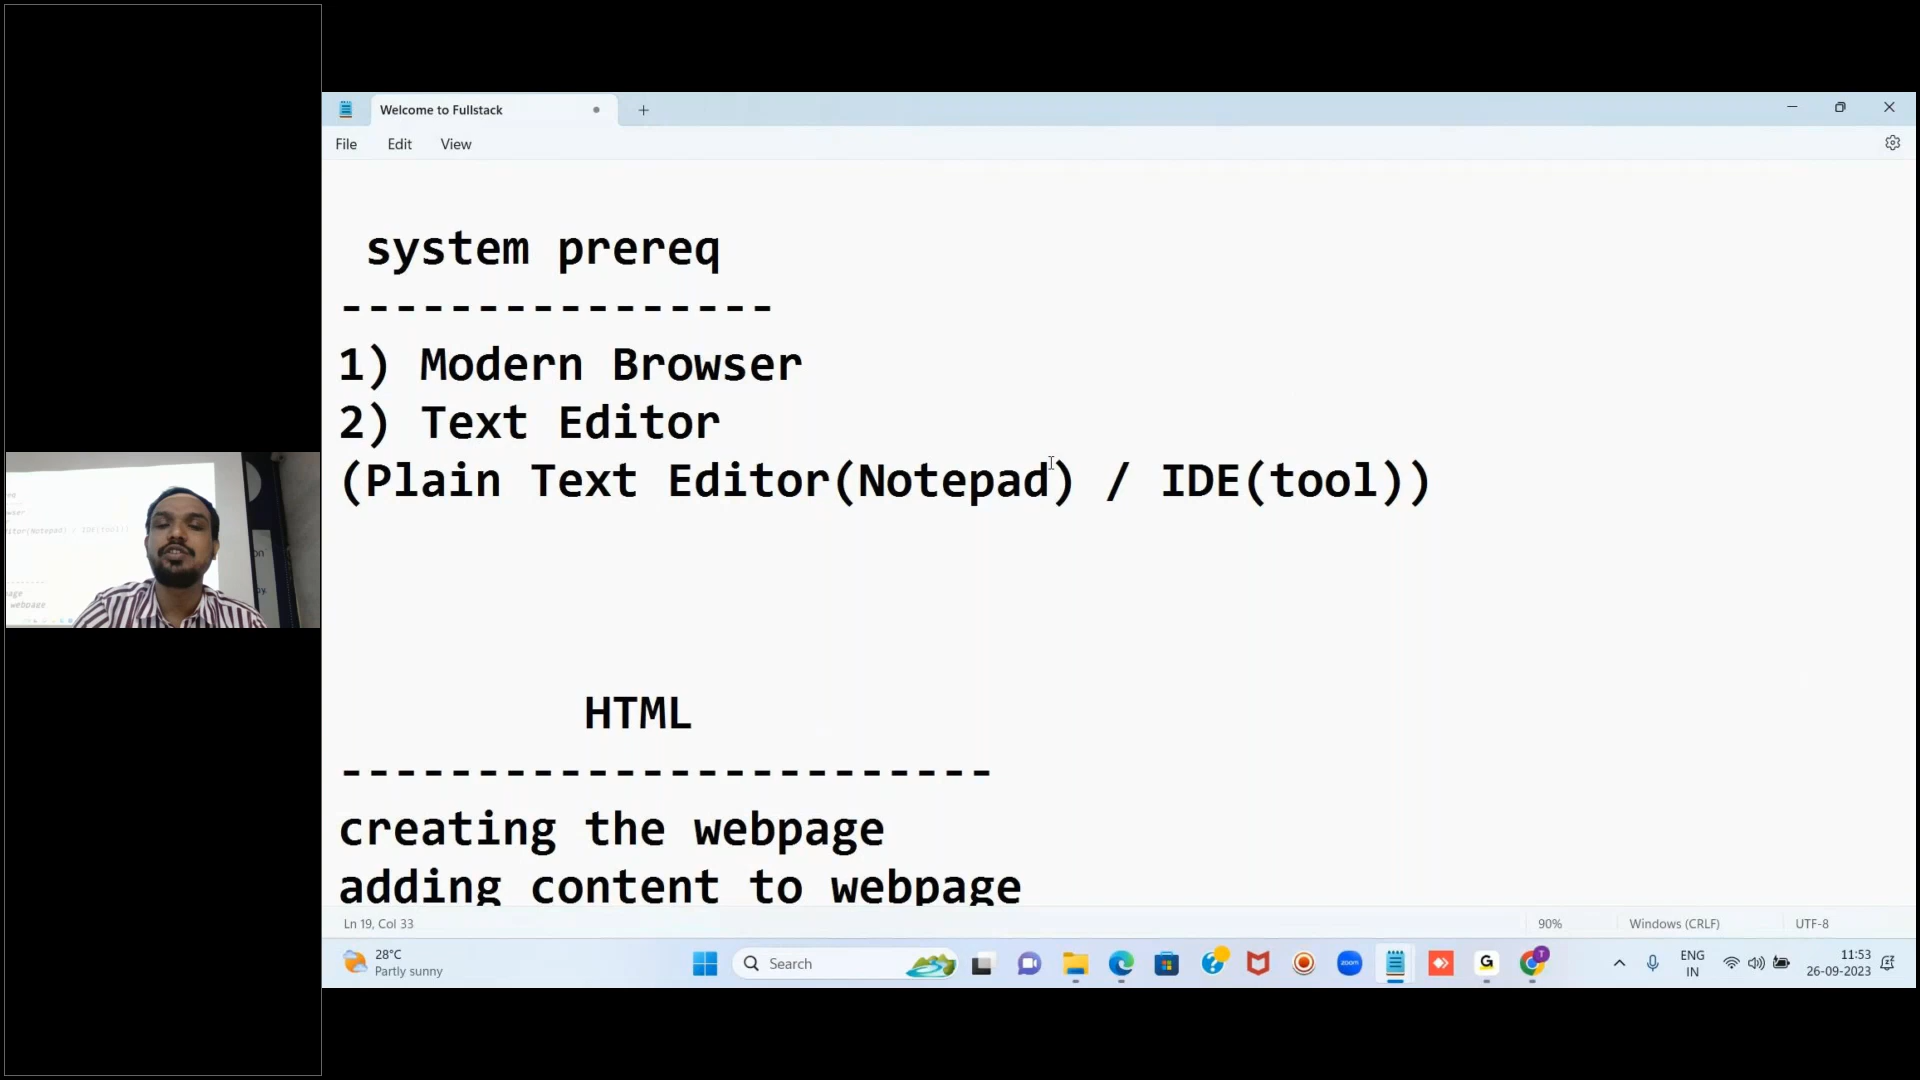 Welcome to Fullstack
File Edit View
system prereq
-----------------
1) Modern Browser
2) Text Editor
(Plain Text Editor(Notepad) / IDE(tool))
HTML
-------------------------
creating the webpage
adding content to webpage
Ln 19, Col 33
90%
Windows (CRLF)
UTF-8
28°C
Partly sunny
Search
zoom
G
T
ENG
IN
11:53
26-09-2023